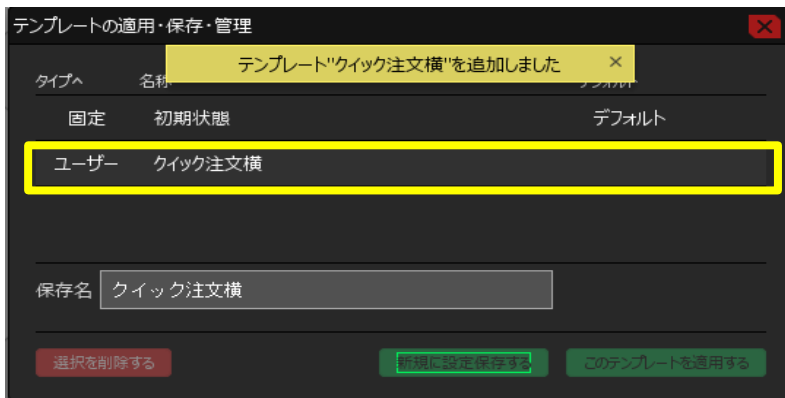 テンプレートの適用・保存・管理
テンプレート"クイック注文横"を追加しました ×
タイプへ 名称
固定 初期状態 デフォルト
ユーザー クイック注文横
保存名 クイック注文横
選択を削除する 新規に設定保存する このテンプレートを適用する